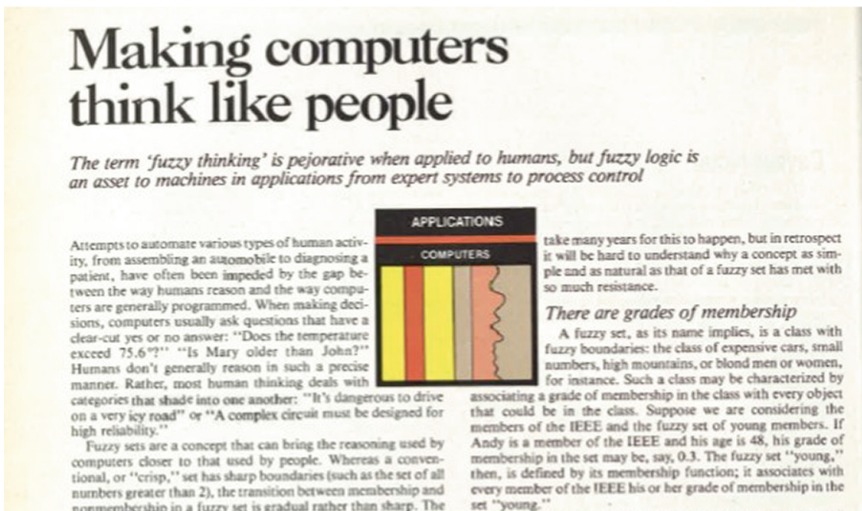 Making computers
think like people
The term 'fuzzy thinking' is pejorative when applied to humans, but fuzzy logic is
an asset to machines in applications from expert systems to process control
Attempts to automate various types of human activ-
ity, from assembling an automobile to diagnosing a
patient, have often been impeded by the gap be-
tween the way humans reason and the way compu-
ters are generally programmed. When making deci-
sions, computers usually ask questions that have a
clear-cut yes or no answer: "Does the temperature
exceed 75.6°?" "Is Mary older than John?"
Humans don't generally reason in such a precise
manner. Rather, most human thinking deals with
categories that shade into one another: "It's dangerous to drive
on a very icy road" or "A complex circuit must be designed for
high reliability."
Fuzzy sets are a concept that can bring the reasoning used by
computers closer to that used by people. Whereas a conven-
tional, or "crisp," set has sharp boundaries (such as the set of all
numbers greater than 2), the transition between membership and
nonmembership in a fuzzy set is gradual rather than sharp. The
APPLICATIONS
COMPUTERS
take many years for this to happen, but in retrospect
it will be hard to understand why a concept as sim-
ple and as natural as that of a fuzzy set has met with
so much resistance.
There are grades of membership
A fuzzy set, as its name implies, is a class with
fuzzy boundaries: the class of expensive cars, small
numbers, high mountains, or blond men or women,
for instance. Such a class may be characterized by
associating a grade of membership in the class with every object
that could be in the class. Suppose we are considering the
members of the IEEE and the fuzzy set of young members. If
Andy is a member of the IEEE and his age is 48, his grade of
membership in the set may be, say, 0.3. The fuzzy set "young,"
then, is defined by its membership function; it associates with
every member of the IEEE his or her grade of membership in the
set "young."